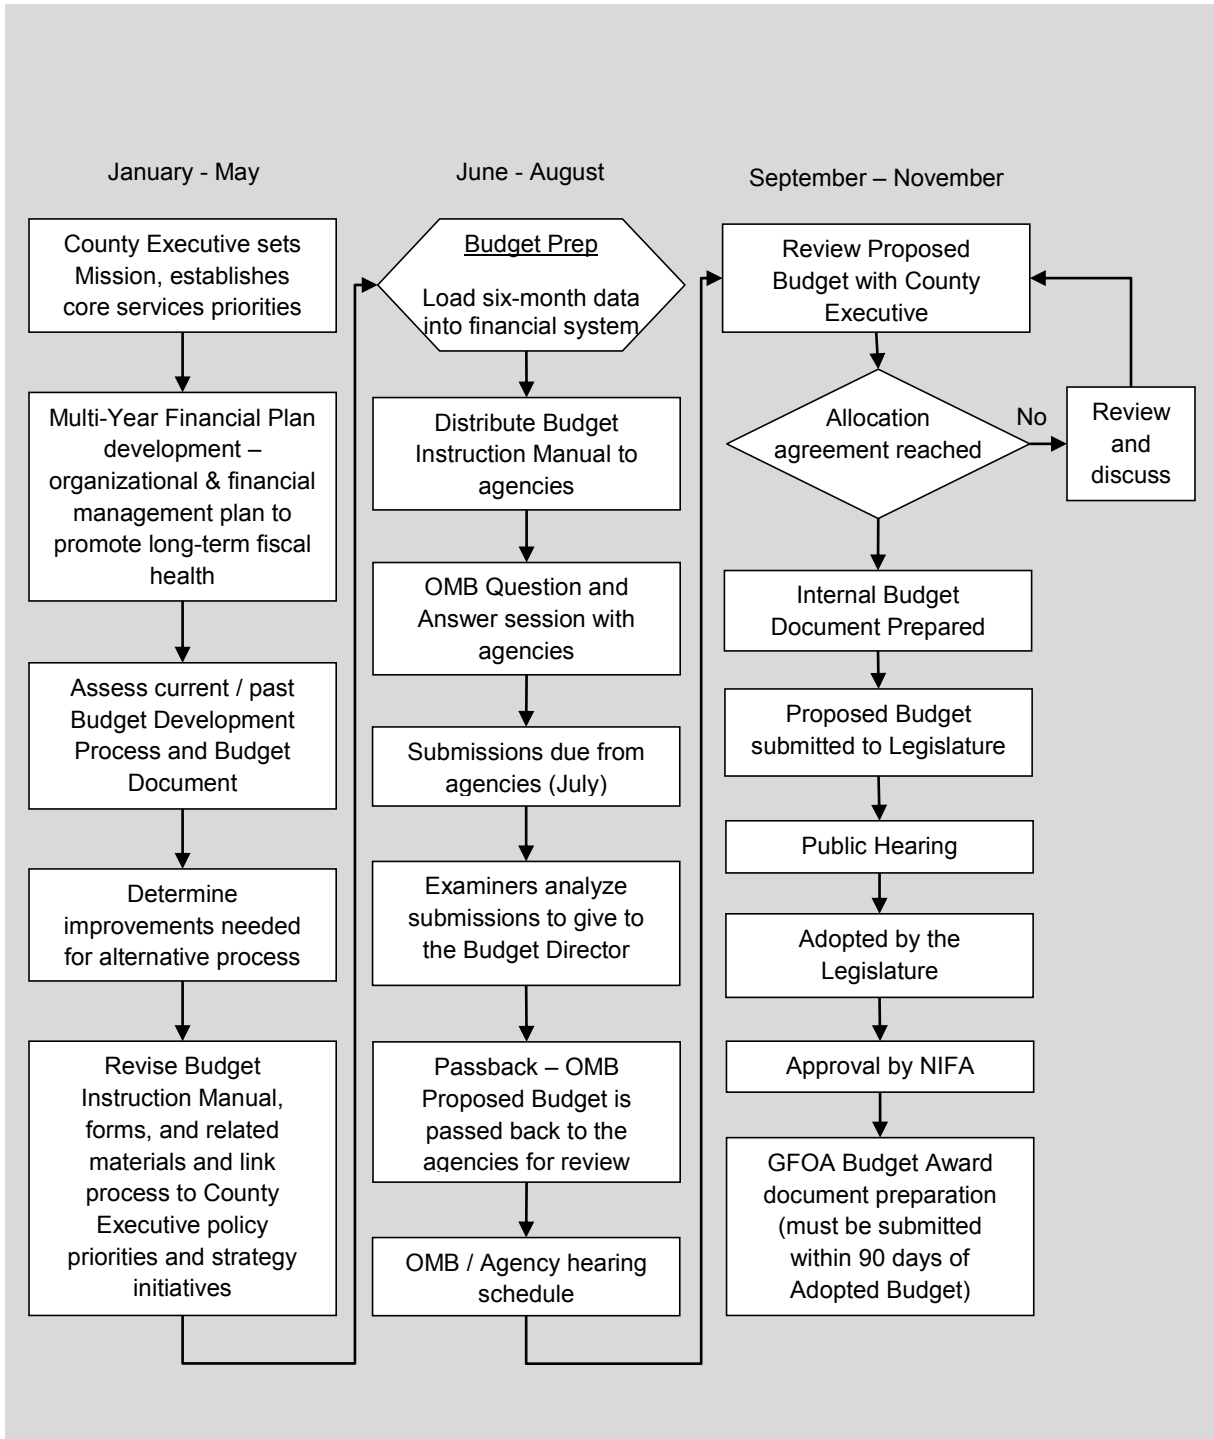 January - May
County Executive sets
Mission, establishes
core services priorities
Multi-Year Financial Plan
development –
organizational & financial
management plan to
promote long-term fiscal
health
Assess current / past
Budget Development
Process and Budget
Document
Determine
improvements needed
for alternative process
Revise Budget
Instruction Manual,
forms, and related
materials and link
process to County
Executive policy
priorities and strategy
initiatives
June - August
Budget Prep
Load six-month data
into financial system
Distribute Budget
Instruction Manual to
agencies
OMB Question and
Answer session with
agencies
Submissions due from
agencies (July)
Examiners analyze
submissions to give to
the Budget Director
Passback – OMB
Proposed Budget is
passed back to the
agencies for review
OMB / Agency hearing
schedule
September – November
Review Proposed
Budget with County
Executive
Allocation
agreement reached
No
Review
and
discuss
Internal Budget
Document Prepared
Proposed Budget
submitted to Legislature
Public Hearing
Adopted by the
Legislature
Approval by NIFA
GFOA Budget Award
document preparation
(must be submitted
within 90 days of
Adopted Budget)